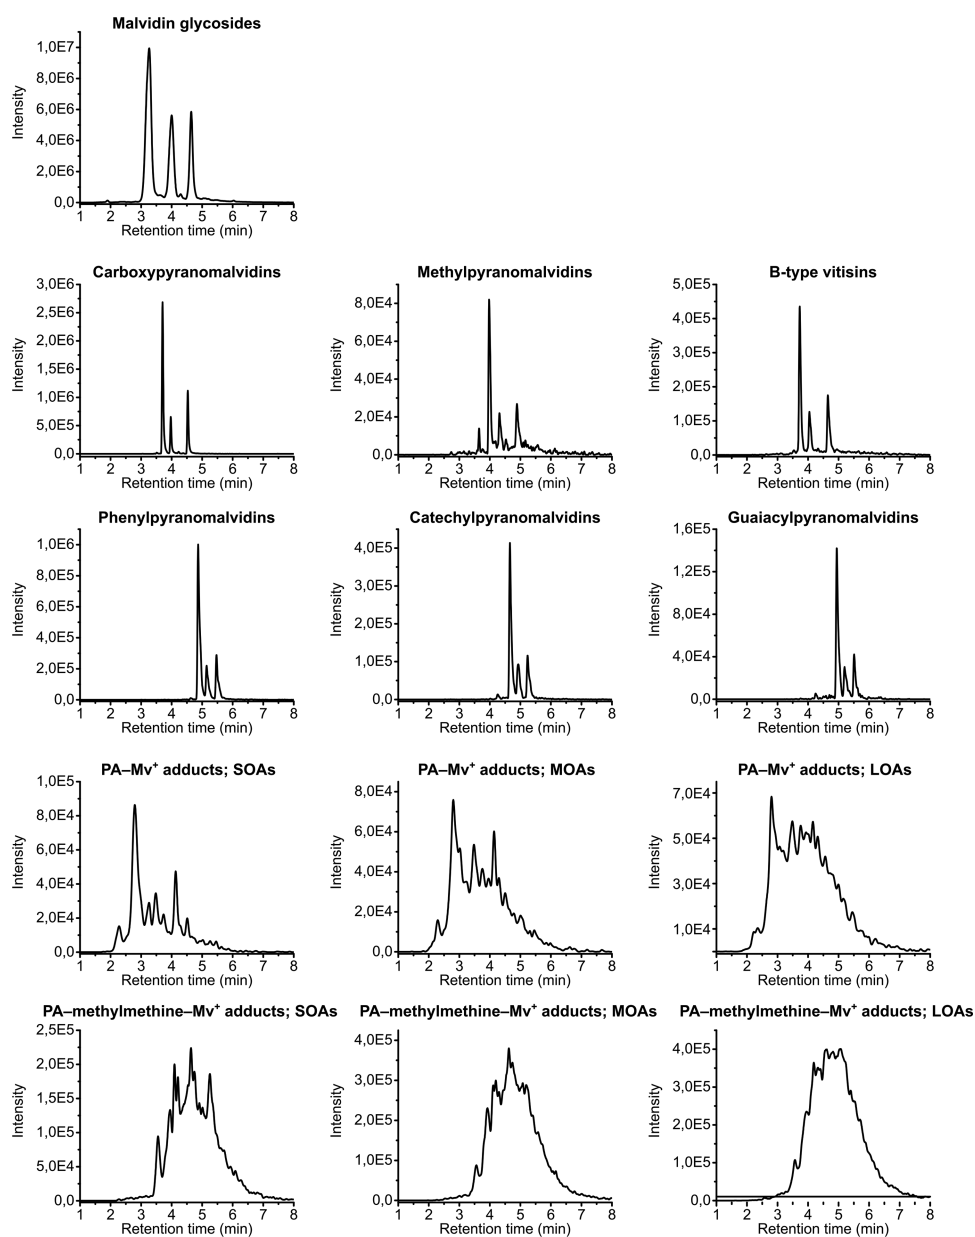 Malvidin glycosides
Intensity
1,0E7
8,0E6
6,0E6
4,0E6
2,0E6
0,0
1 2 3 4 5 6 7 8
Retention time (min)
Carboxypyranomalvidins
Intensity
3,0E6
2,5E6
2,0E6
1,5E6
1,0E6
5,0E5
0,0
1 2 3 4 5 6 7 8
Retention time (min)
Methylpyranomalvidins
Intensity
8,0E4
6,0E4
4,0E4
2,0E4
0,0
1 2 3 4 5 6 7 8
Retention time (min)
B-type vitisins
Intensity
5,0E5
4,0E5
3,0E5
2,0E5
1,0E5
0,0
1 2 3 4 5 6 7 8
Retention time (min)
Phenylpyranomalvidins
Intensity
1,0E6
8,0E5
6,0E5
4,0E5
2,0E5
0,0
1 2 3 4 5 6 7 8
Retention time (min)
Catechylpyranomalvidins
Intensity
4,0E5
3,0E5
2,0E5
1,0E5
0,0
1 2 3 4 5 6 7 8
Retention time (min)
Guaiacylpyranomalvidins
Intensity
1,6E5
1,2E5
8,0E4
4,0E4
0,0
1 2 3 4 5 6 7 8
Retention time (min)
PA–Mv⁺ adducts; SOAs
Intensity
1,0E5
8,0E4
6,0E4
4,0E4
2,0E4
0,0
1 2 3 4 5 6 7 8
Retention time (min)
PA–Mv⁺ adducts; MOAs
Intensity
8,0E4
6,0E4
4,0E4
2,0E4
0,0
1 2 3 4 5 6 7 8
Retention time (min)
PA–Mv⁺ adducts; LOAs
Intensity
7,0E4
5,0E4
3,0E4
1,0E4
1 2 3 4 5 6 7 8
Retention time (min)
PA–methylmethine–Mv⁺ adducts; SOAs
Intensity
2,5E5
2,0E5
1,5E5
1,0E5
5,0E4
0,0
1 2 3 4 5 6 7 8
Retention time (min)
PA–methylmethine–Mv⁺ adducts; MOAs
Intensity
4,0E5
3,0E5
2,0E5
1,0E5
0,0
1 2 3 4 5 6 7 8
Retention time (min)
PA–methylmethine–Mv⁺ adducts; LOAs
Intensity
4,0E5
3,0E5
2,0E5
1,0E5
0,0
1 2 3 4 5 6 7 8
Retention time (min)